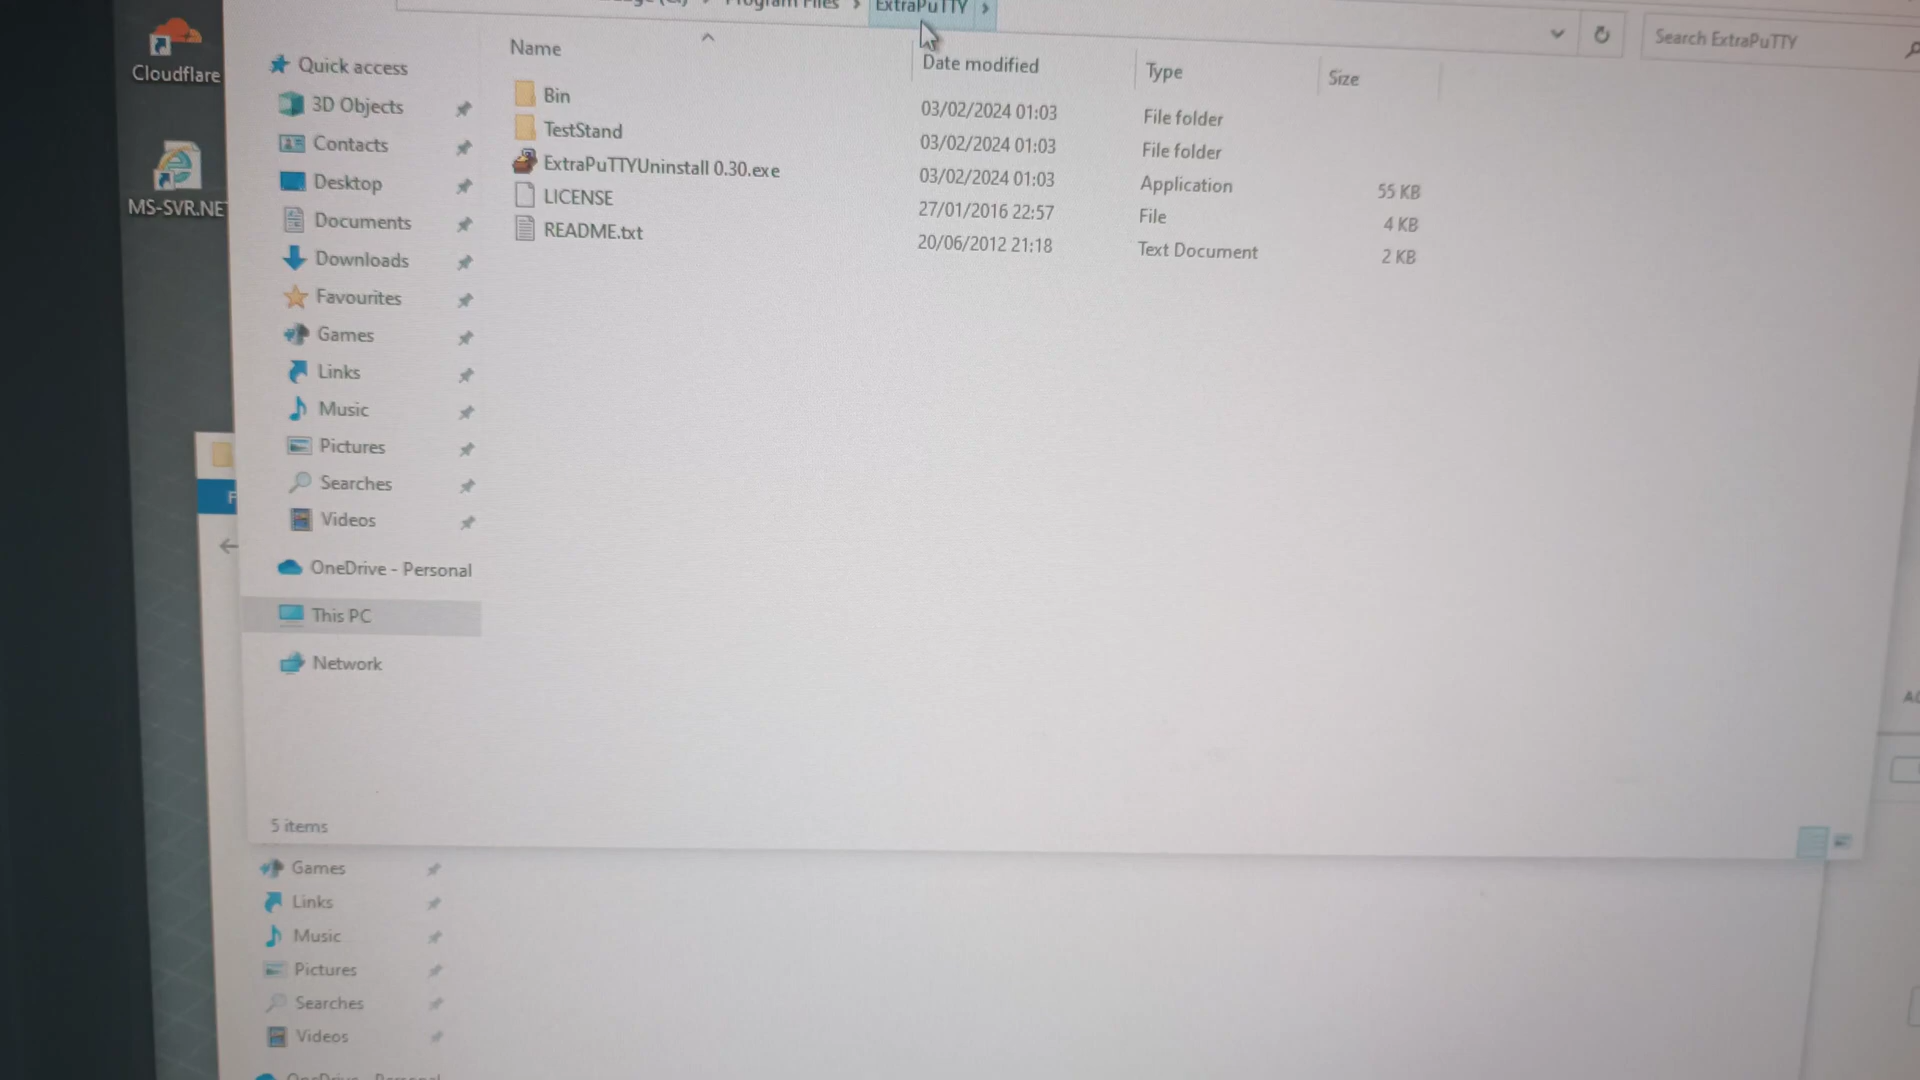 Program Files > ExtraPuTTY >
Search ExtraPuTTY
Cloudflare
MS-SVR.NE
Name Date modified Type Size
Bin 03/02/2024 01:03 File folder
TestStand 03/02/2024 01:03 File folder
ExtraPuTTYUninstall 0.30.exe 03/02/2024 01:03 Application 55 KB
LICENSE 27/01/2016 22:57 File 4 KB
README.txt 20/06/2012 21:18 Text Document 2 KB
Quick access
3D Objects
Contacts
Desktop
Documents
Downloads
Favourites
Games
Links
Music
Pictures
Searches
Videos
OneDrive - Personal
This PC
Network
5 items
F
Games
Links
Music
Pictures
Searches
Videos
OneDrive - Personal